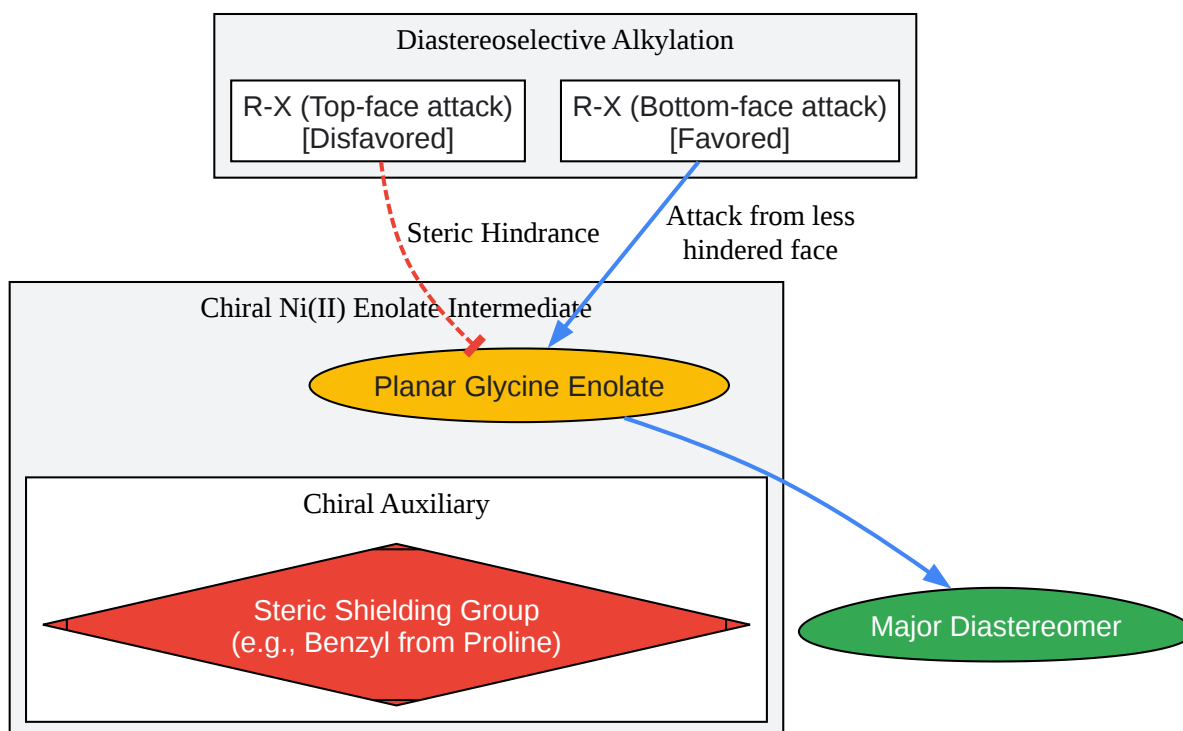 Diastereoselective Alkylation
R-X (Top-face attack)
[Disfavored]
R-X (Bottom-face attack)
[Favored]
Steric Hindrance
Attack from less
hindered face
Chiral Ni(II) Enolate Intermediate
Planar Glycine Enolate
Chiral Auxiliary
Steric Shielding Group
(e.g., Benzyl from Proline)
Major Diastereomer